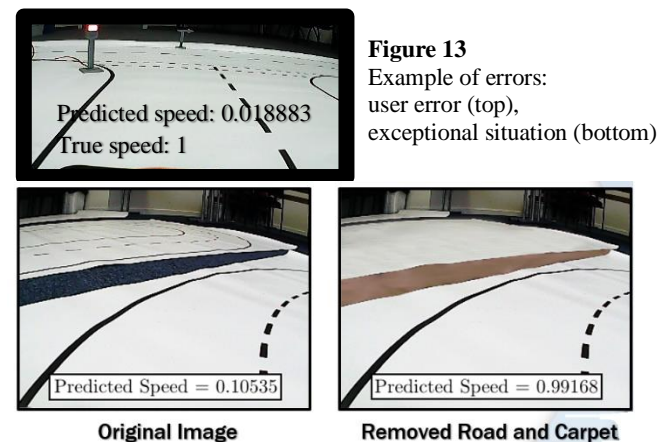 Predicted speed: 0.018883
True speed: 1
Figure 13
Example of errors:
user error (top),
exceptional situation (bottom)
Predicted Speed = 0.10535
Predicted Speed = 0.99168
Original Image
Removed Road and Carpet